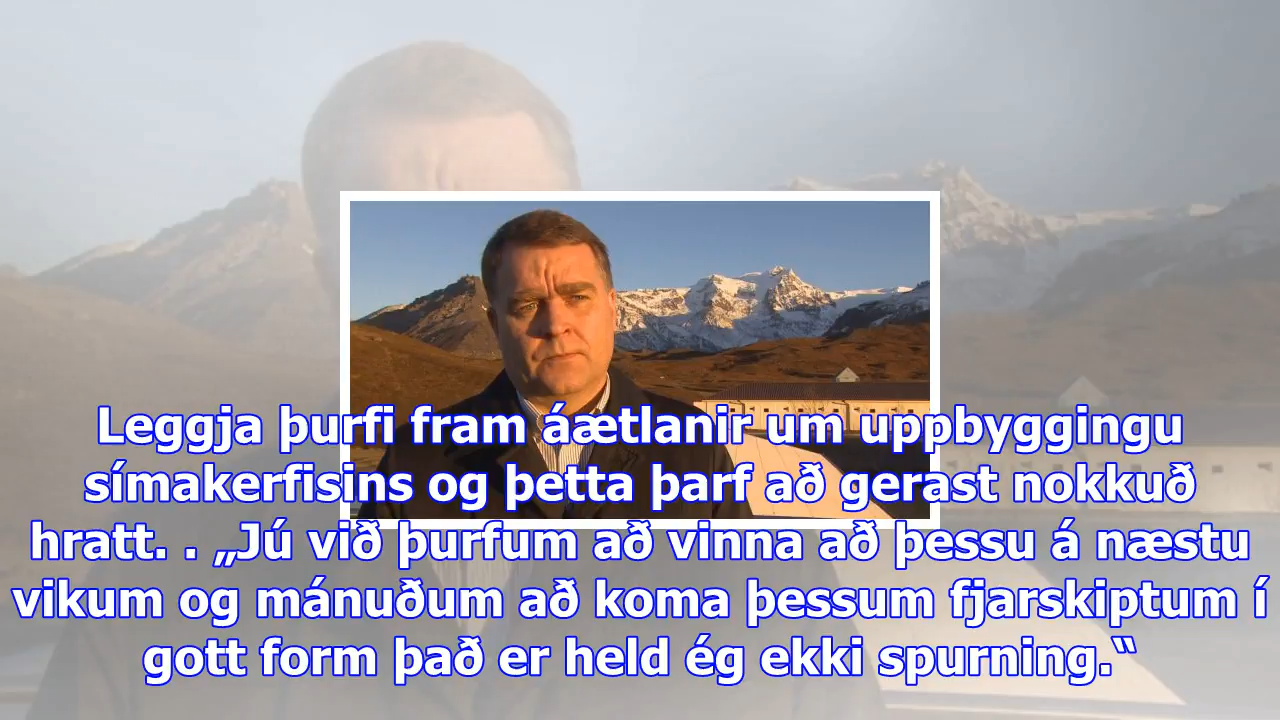 Leggja þurfi fram áætlanir um uppbyggingu
símakerfisins og þetta þarf að gerast nokkuð
hratt. . „Jú við þurfum að vinna að þessu á næstu
vikum og mánuðum að koma þessum fjarskiptum í
gott form það er held ég ekki spurning.“